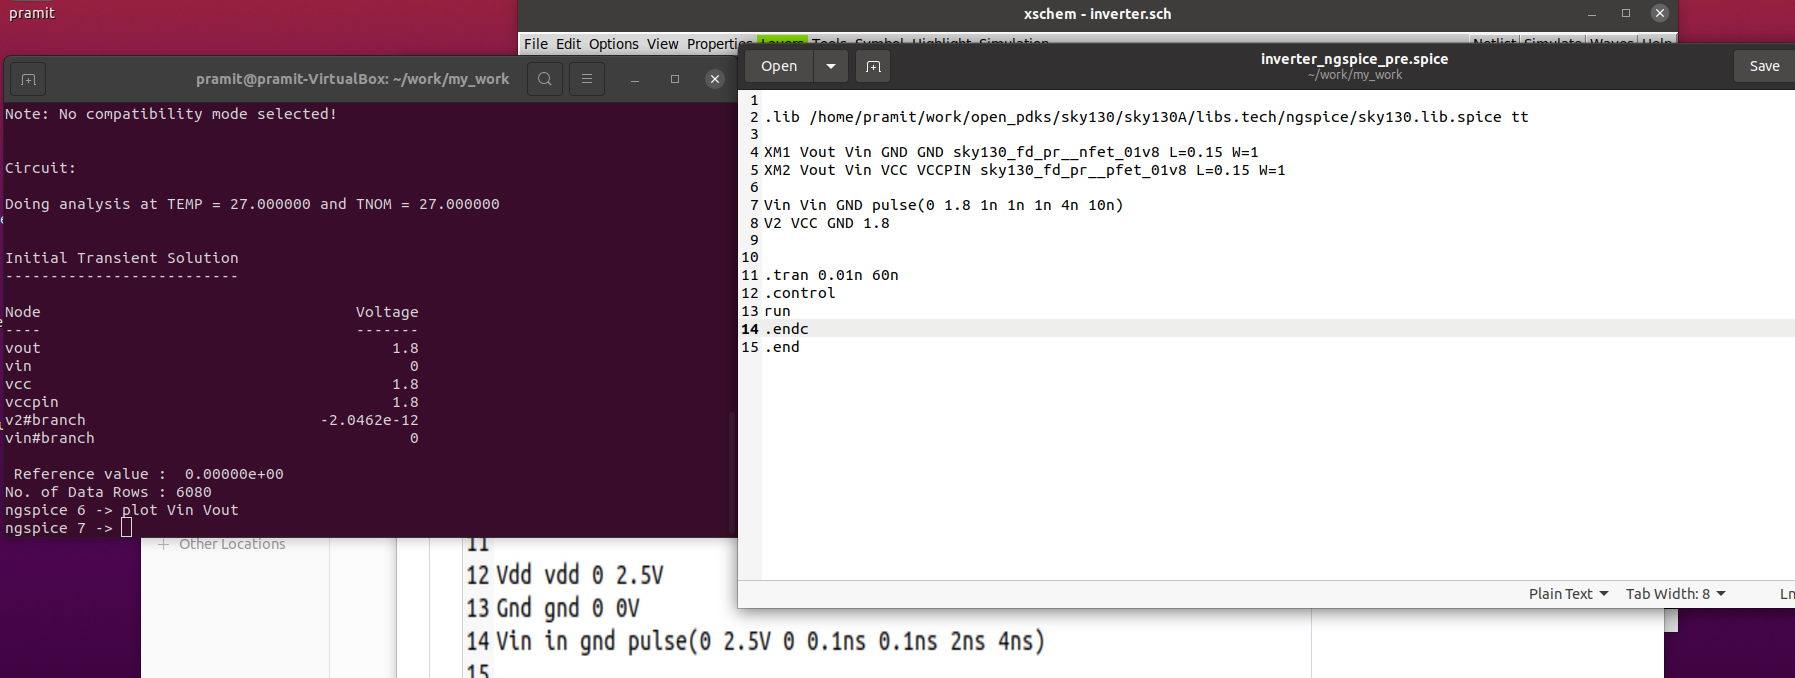 pramit
xschem - inverter.sch
File Edit Options View Properties Layers Tools Symbol Highlight Simulation Netlist Simulate Waves Help
pramit@pramit-VirtualBox: ~/work/my_work
Note: No compatibility mode selected!
Circuit:
Doing analysis at TEMP = 27.000000 and TNOM = 27.000000
Initial Transient Solution
--------------------------
Node Voltage
---- -------
vout 1.8
vin 0
vcc 1.8
vccpin 1.8
v2#branch -2.0462e-12
vin#branch 0
Reference value : 0.00000e+00
No. of Data Rows : 6080
ngspice 6 -> plot Vin Vout
ngspice 7 ->
Open
inverter_ngspice_pre.spice
~/work/my_work
Save
1
2 .lib /home/pramit/work/open_pdks/sky130/sky130A/libs.tech/ngspice/sky130.lib.spice tt
3
4 XM1 Vout Vin GND GND sky130_fd_pr__nfet_01v8 L=0.15 W=1
5 XM2 Vout Vin VCC VCCPIN sky130_fd_pr__pfet_01v8 L=0.15 W=1
6
7 Vin Vin GND pulse(0 1.8 1n 1n 1n 4n 10n)
8 V2 VCC GND 1.8
9
10
11 .tran 0.01n 60n
12 .control
13 run
14 .endc
15 .end
Plain Text Tab Width: 8 Ln
+ Other Locations
11
12 Vdd vdd 0 2.5V
13 Gnd gnd 0 0V
14 Vin in gnd pulse(0 2.5V 0 0.1ns 0.1ns 2ns 4ns)
15